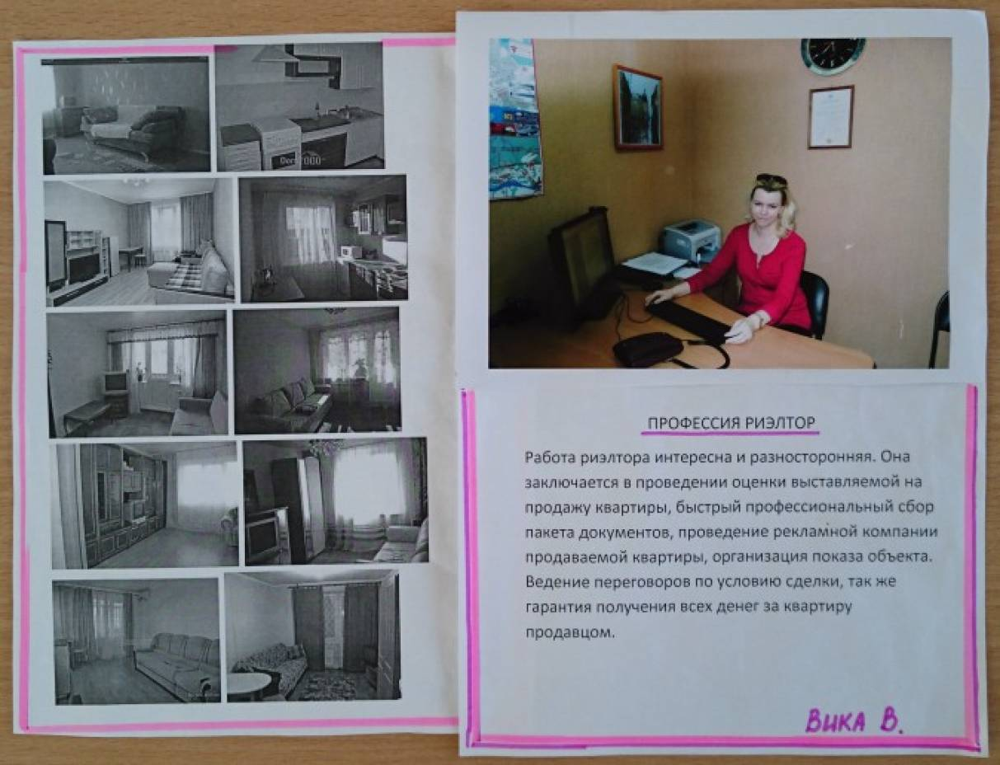 Dom2000
ПРОФЕССИЯ РИЭЛТОР
Работа риэлтора интересна и разносторонняя. Она
заключается в проведении оценки выставляемой на
продажу квартиры, быстрый профессиональный сбор
пакета документов, проведение рекламной компании
продаваемой квартиры, организация показа объекта.
Ведение переговоров по условию сделки, так же
гарантия получения всех денег за квартиру
продавцом.
Вика В.